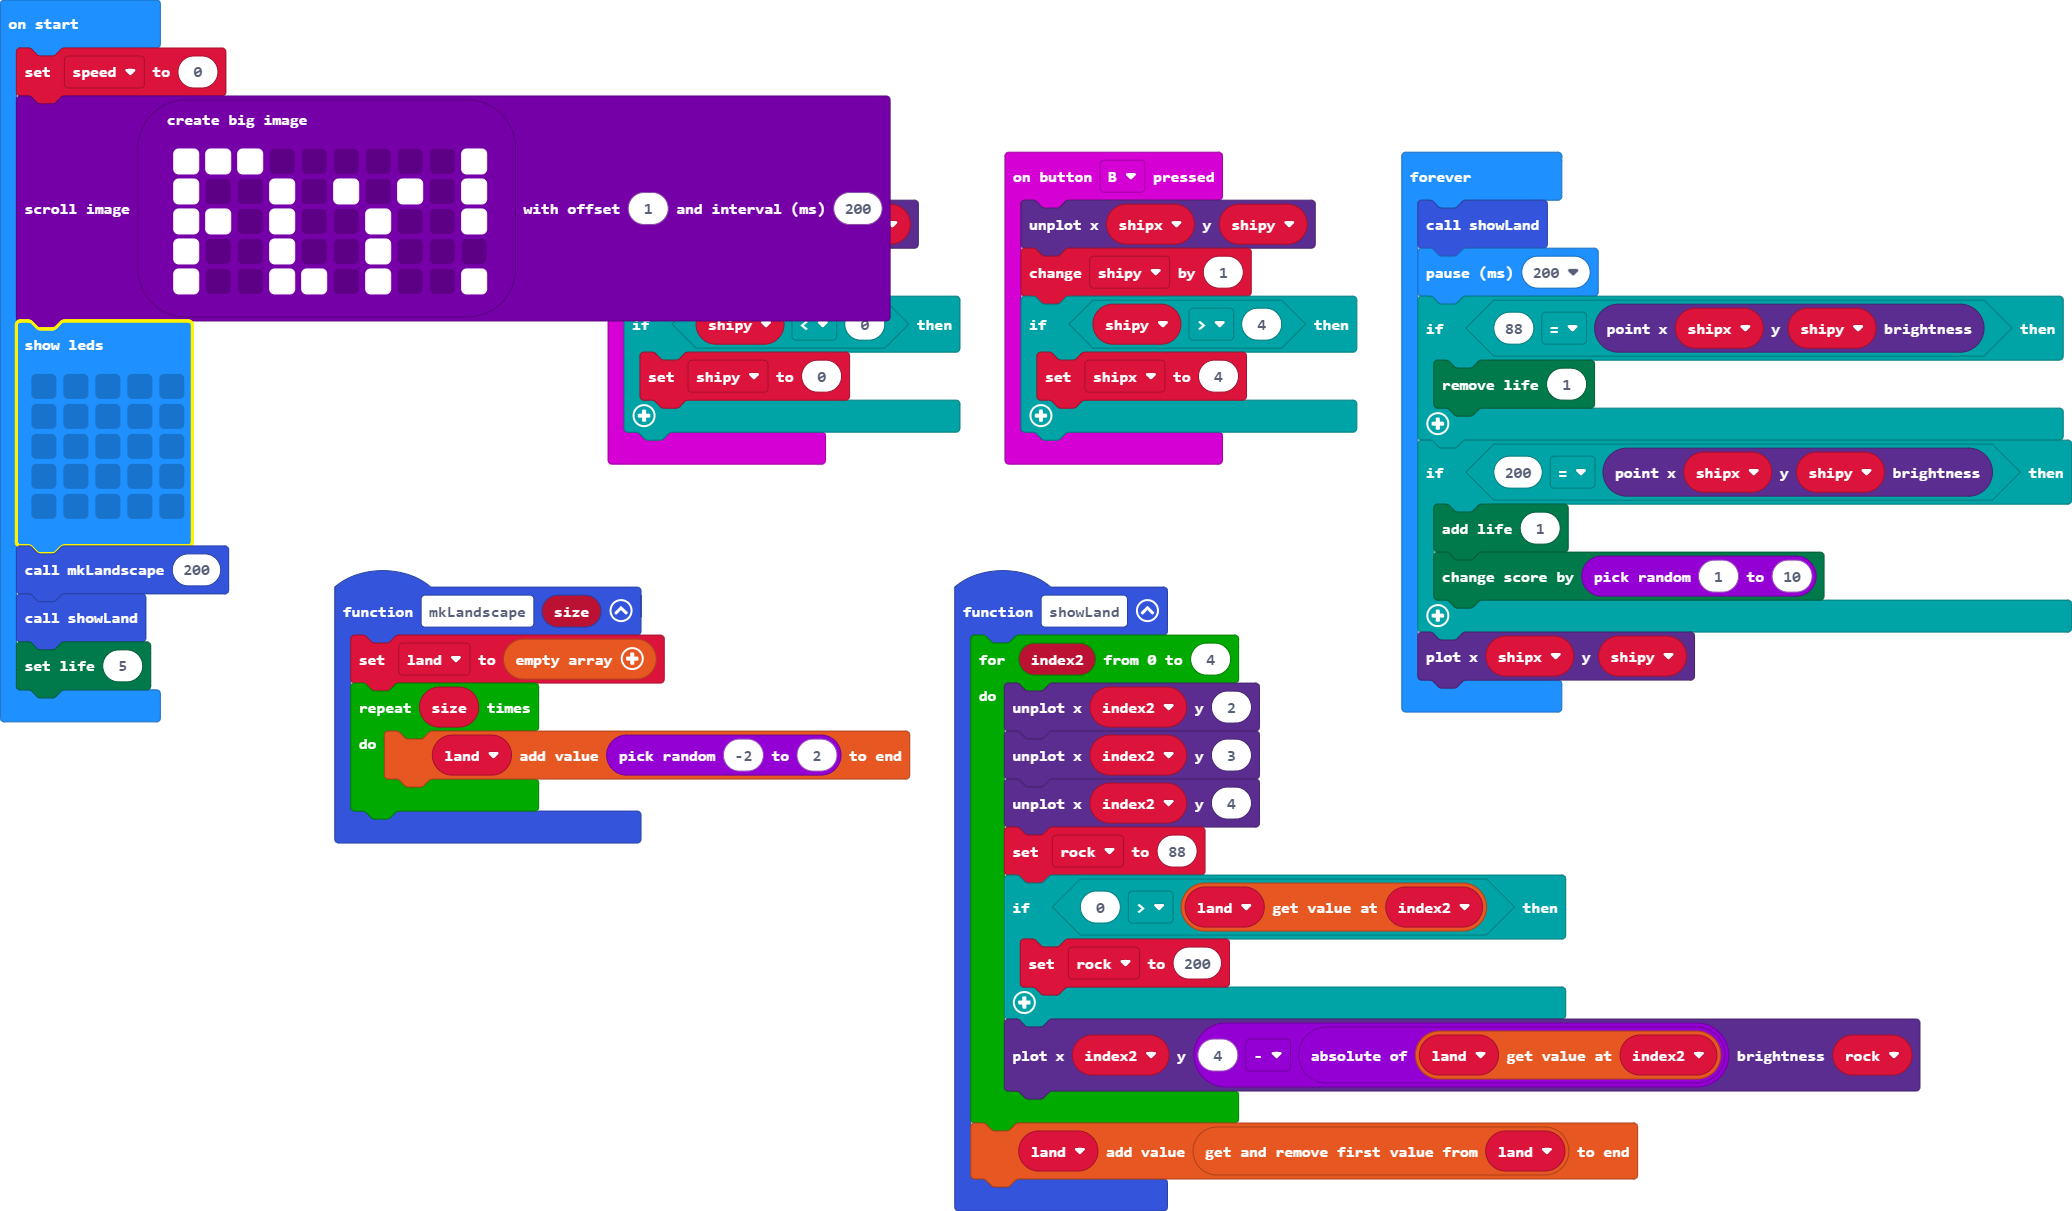 on start
set speed to 0
scroll image create big image with offset 1 and interval (ms) 200
show leds
call mkLandscape 200
call showLand
set life 5
if shipy < 0 then
set shipy to 0
on button B pressed
unplot x shipx y shipy
change shipy by 1
if shipy > 4 then
set shipx to 4
forever
call showLand
pause (ms) 200
if 88 = point x shipx y shipy brightness then
remove life 1
if 200 = point x shipx y shipy brightness then
add life 1
change score by pick random 1 to 10
plot x shipx y shipy
function mkLandscape size
set land to empty array
repeat size times
do land add value pick random -2 to 2 to end
function showLand
for index2 from 0 to 4
do unplot x index2 y 2
unplot x index2 y 3
unplot x index2 y 4
set rock to 88
if 0 > land get value at index2 then
set rock to 200
plot x index2 y 4 - absolute of land get value at index2 brightness rock
land add value get and remove first value from land to end